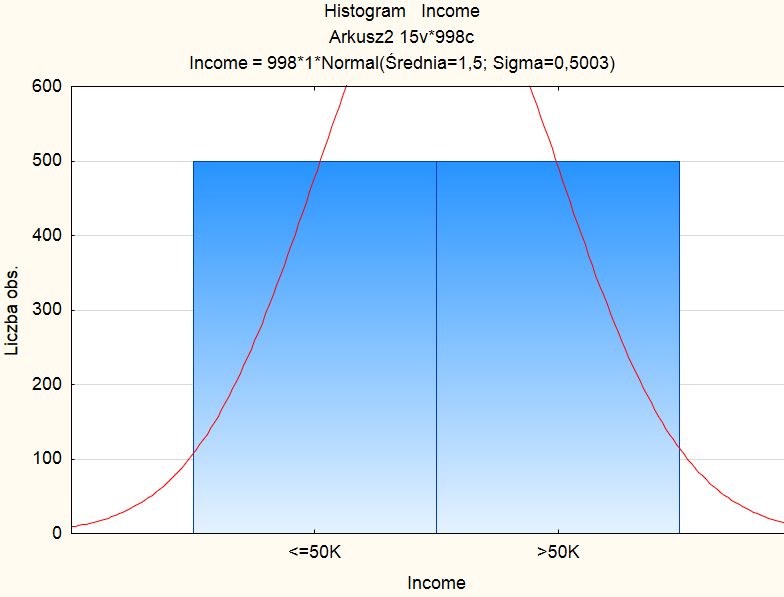 Histogram Income
Arkusz2 15v*998c
Income = 998*1*Normal(Średnia=1,5; Sigma=0,5003)
600
500
400
300
200
100
0
Liczba obs.
<=50K >50K
Income